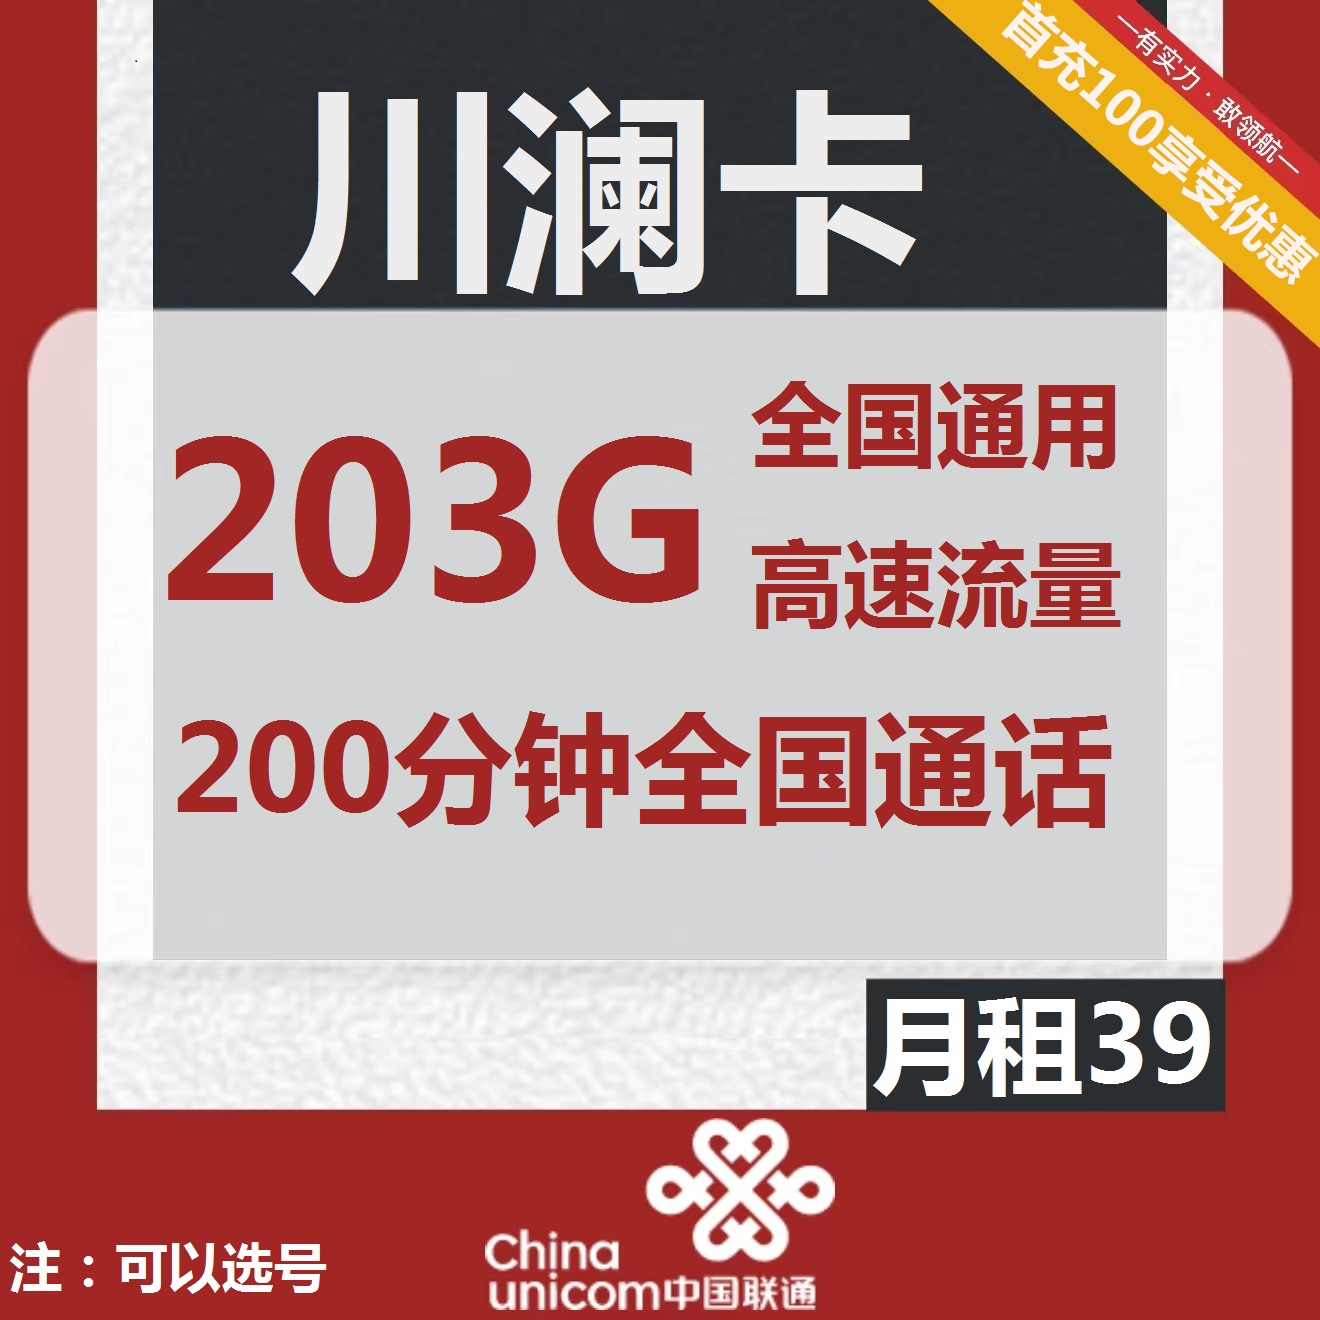 川澜卡
一有实力·敢领航一
首充100享受优惠
203G
全国通用
高速流量
200分钟全国通话
月租39
注：可以选号
China
unicom中国联通